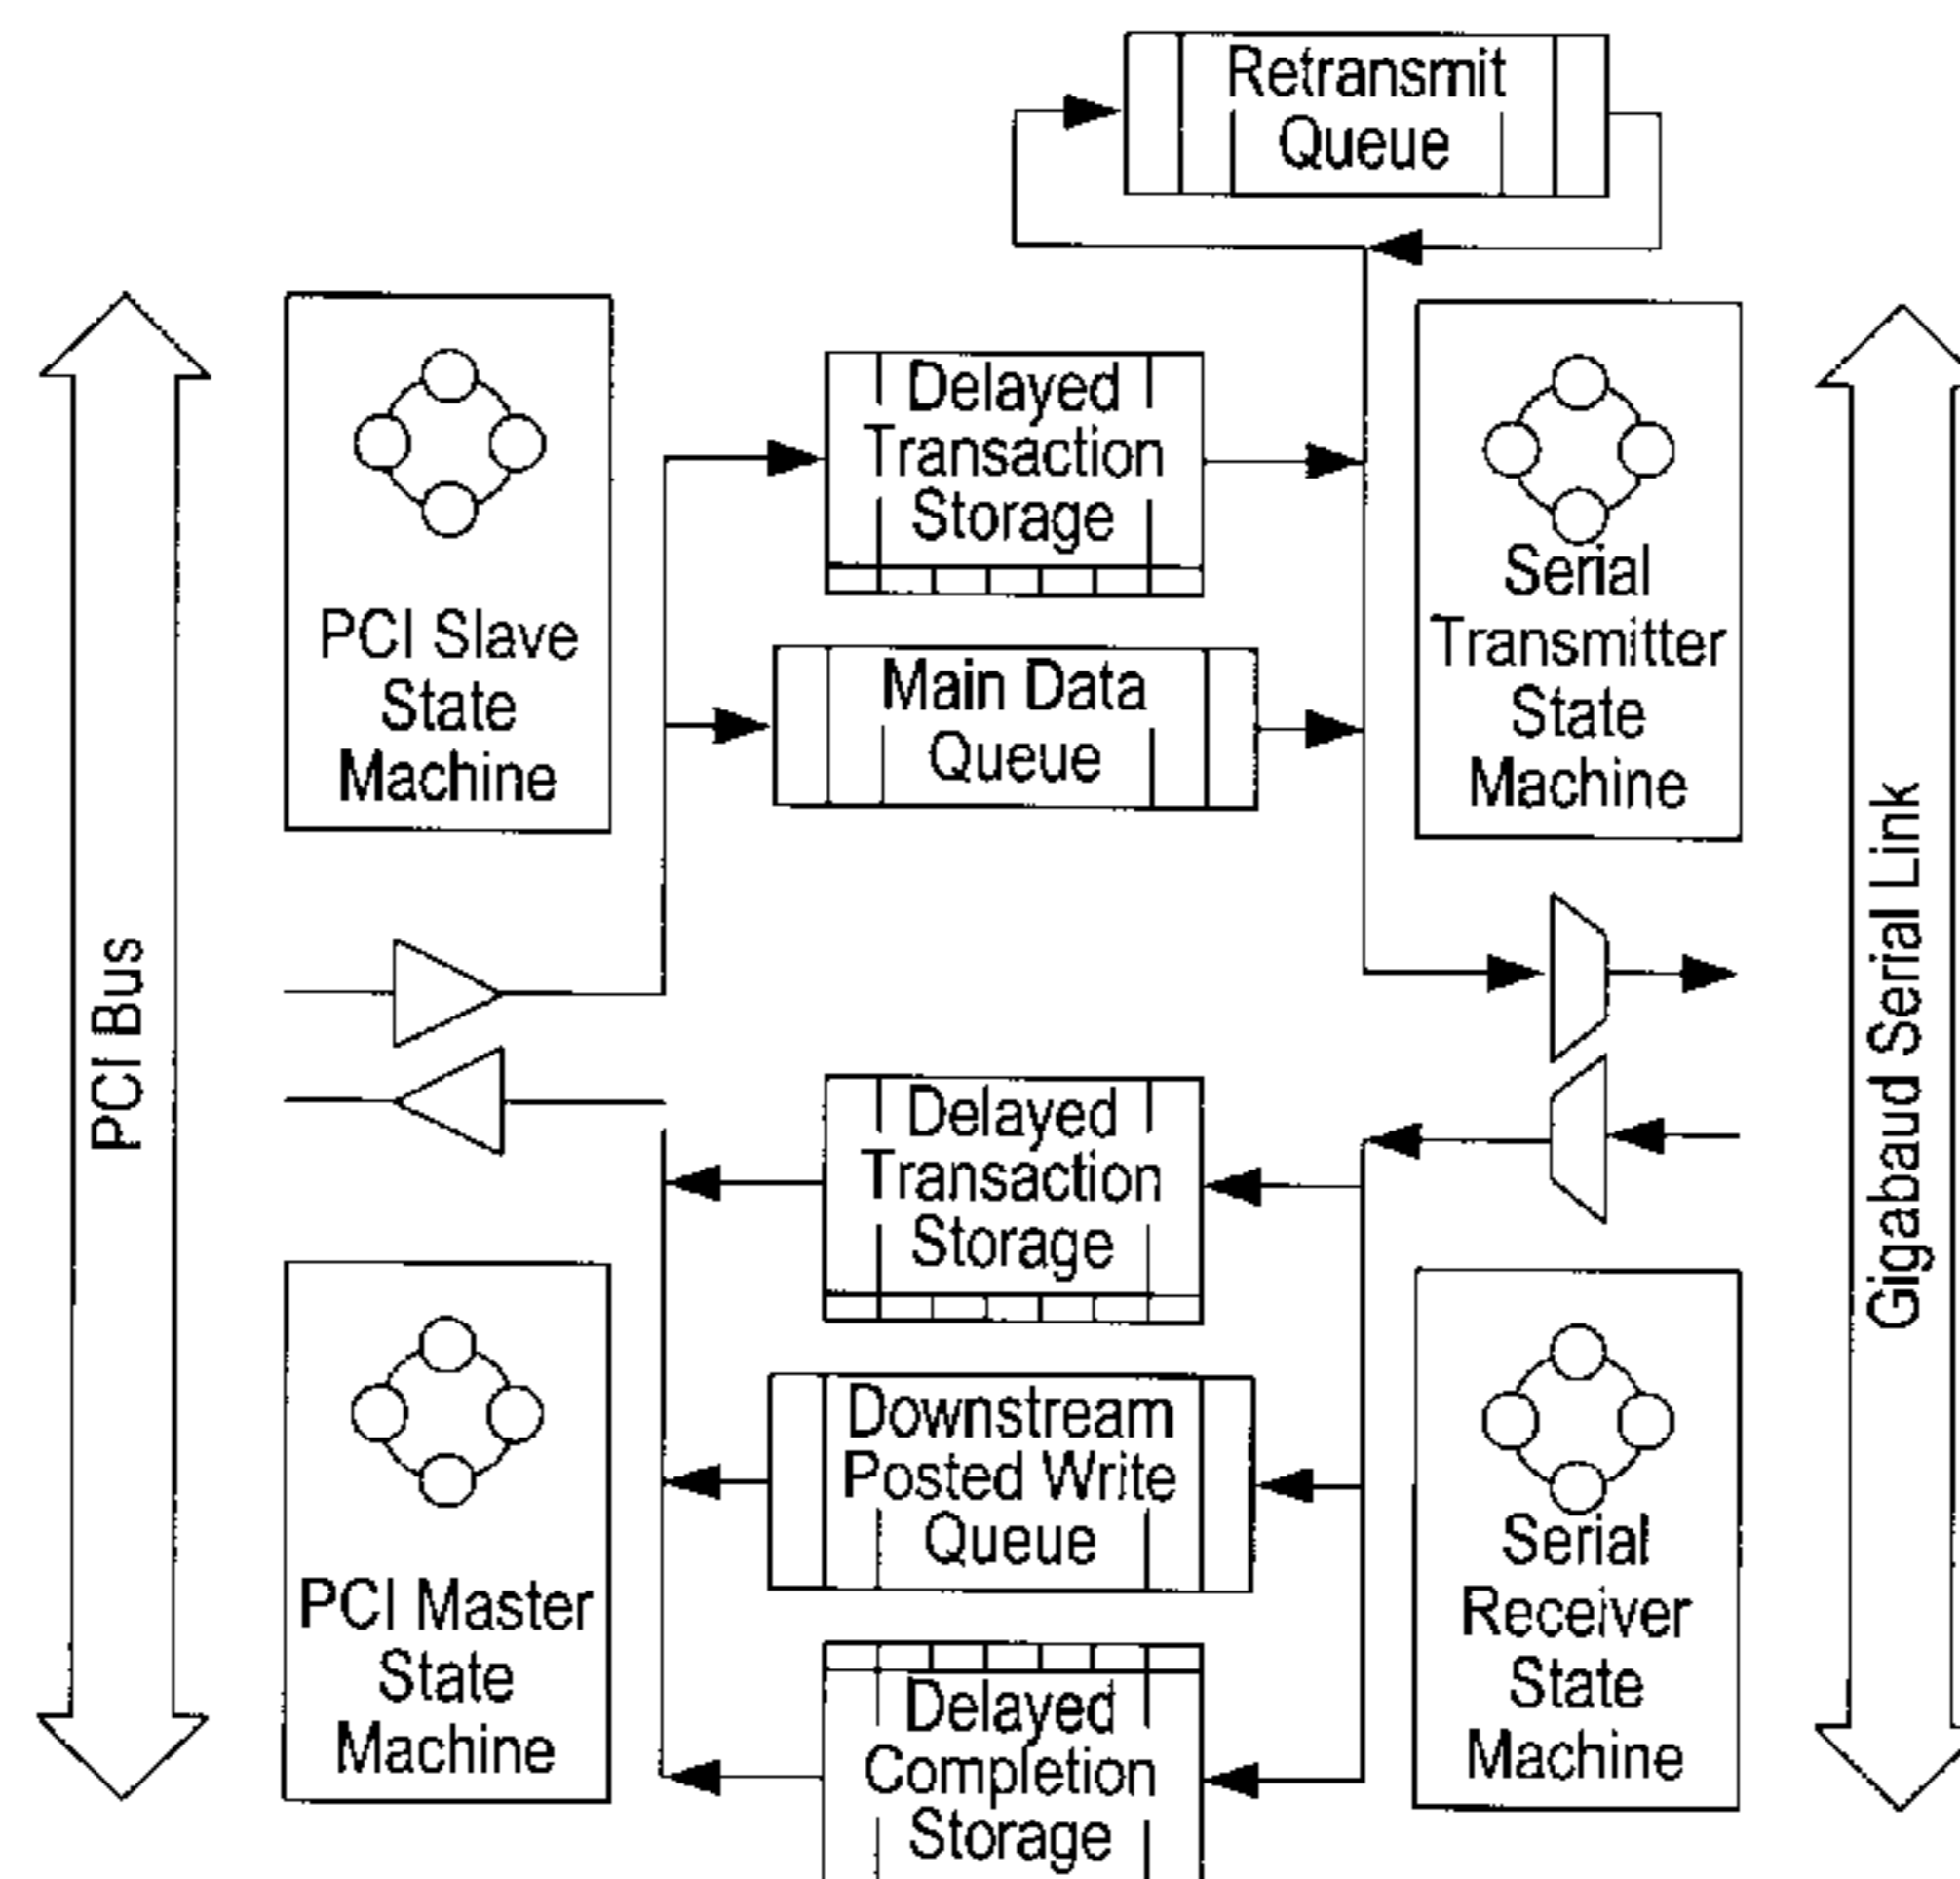 Retransmit
Queue
Delayed
Transaction
Storage
PCI Slave
State
Machine
Main Data
Queue
Serial
Transmitter
State
Machine
PCI Bus
Gigabaud Serial Link
Delayed
Transaction
Storage
PCI Master
State
Machine
Downstream
Posted Write
Queue
Serial
Receiver
State
Machine
Delayed
Completion
Storage